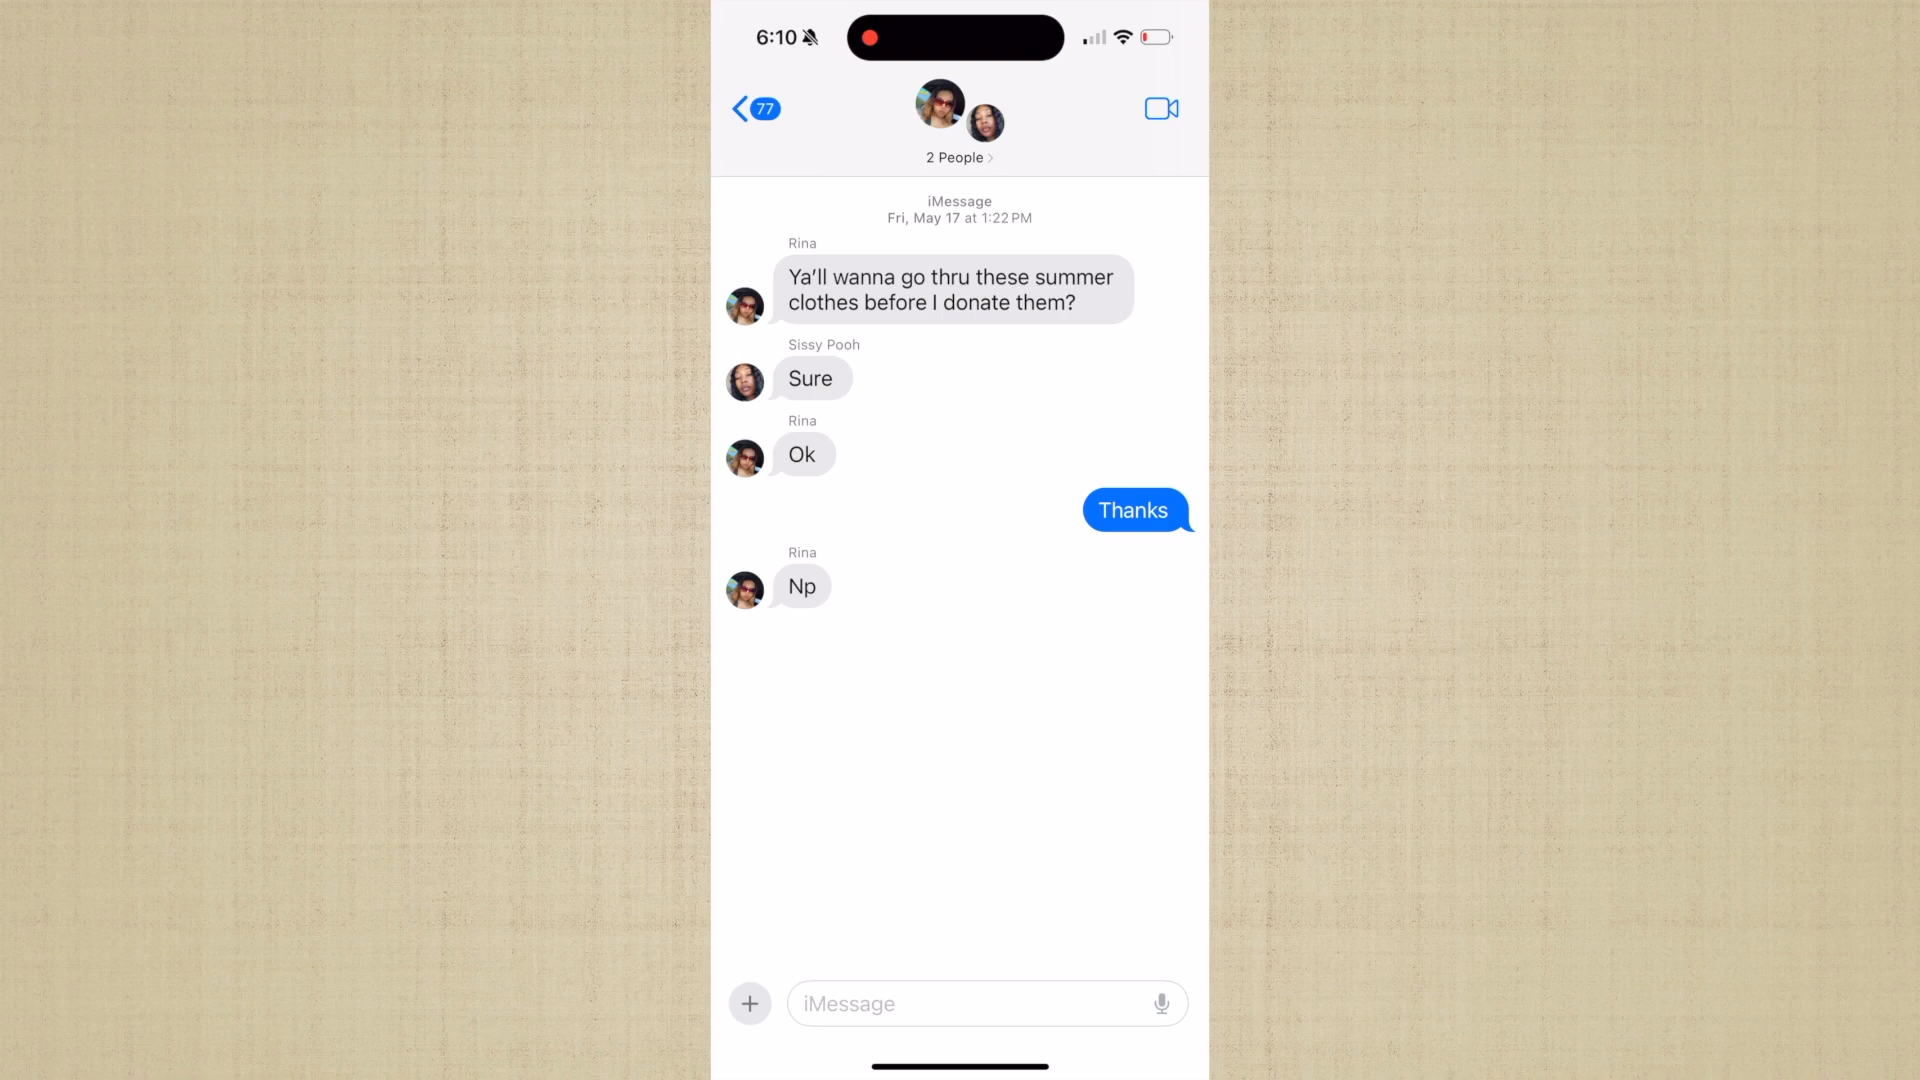 6:10
77
2 People
iMessage
Fri, May 17 at 1:22 PM
Rina
Ya’ll wanna go thru these summer
clothes before I donate them?
Sissy Pooh
Sure
Rina
Ok
Thanks
Rina
Np
iMessage